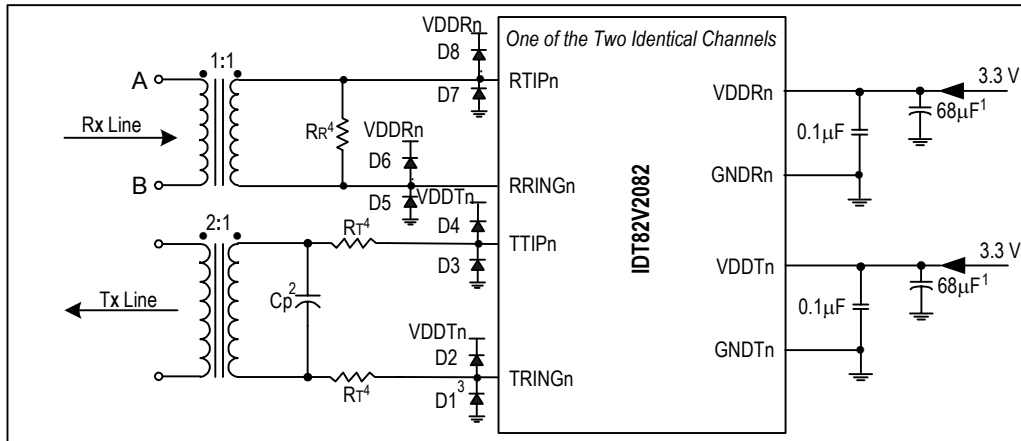 One of the Two Identical Channels
VDDRn
D8
1:1
A
RTIPn
D7
VDDRn
3.3 V
VDDRn
68µF1
Rx Line
RR4
D6
0.1µF
B
RRINGn
GNDRn
D5
VDDTn
2:1
RT4
D4
TTIPn
IDT82V2082
D3
VDDTn
3.3 V
68µF1
Tx Line
Cp2
0.1µF
VDDTn
D2
GNDTn
TRINGn
RT4
D13